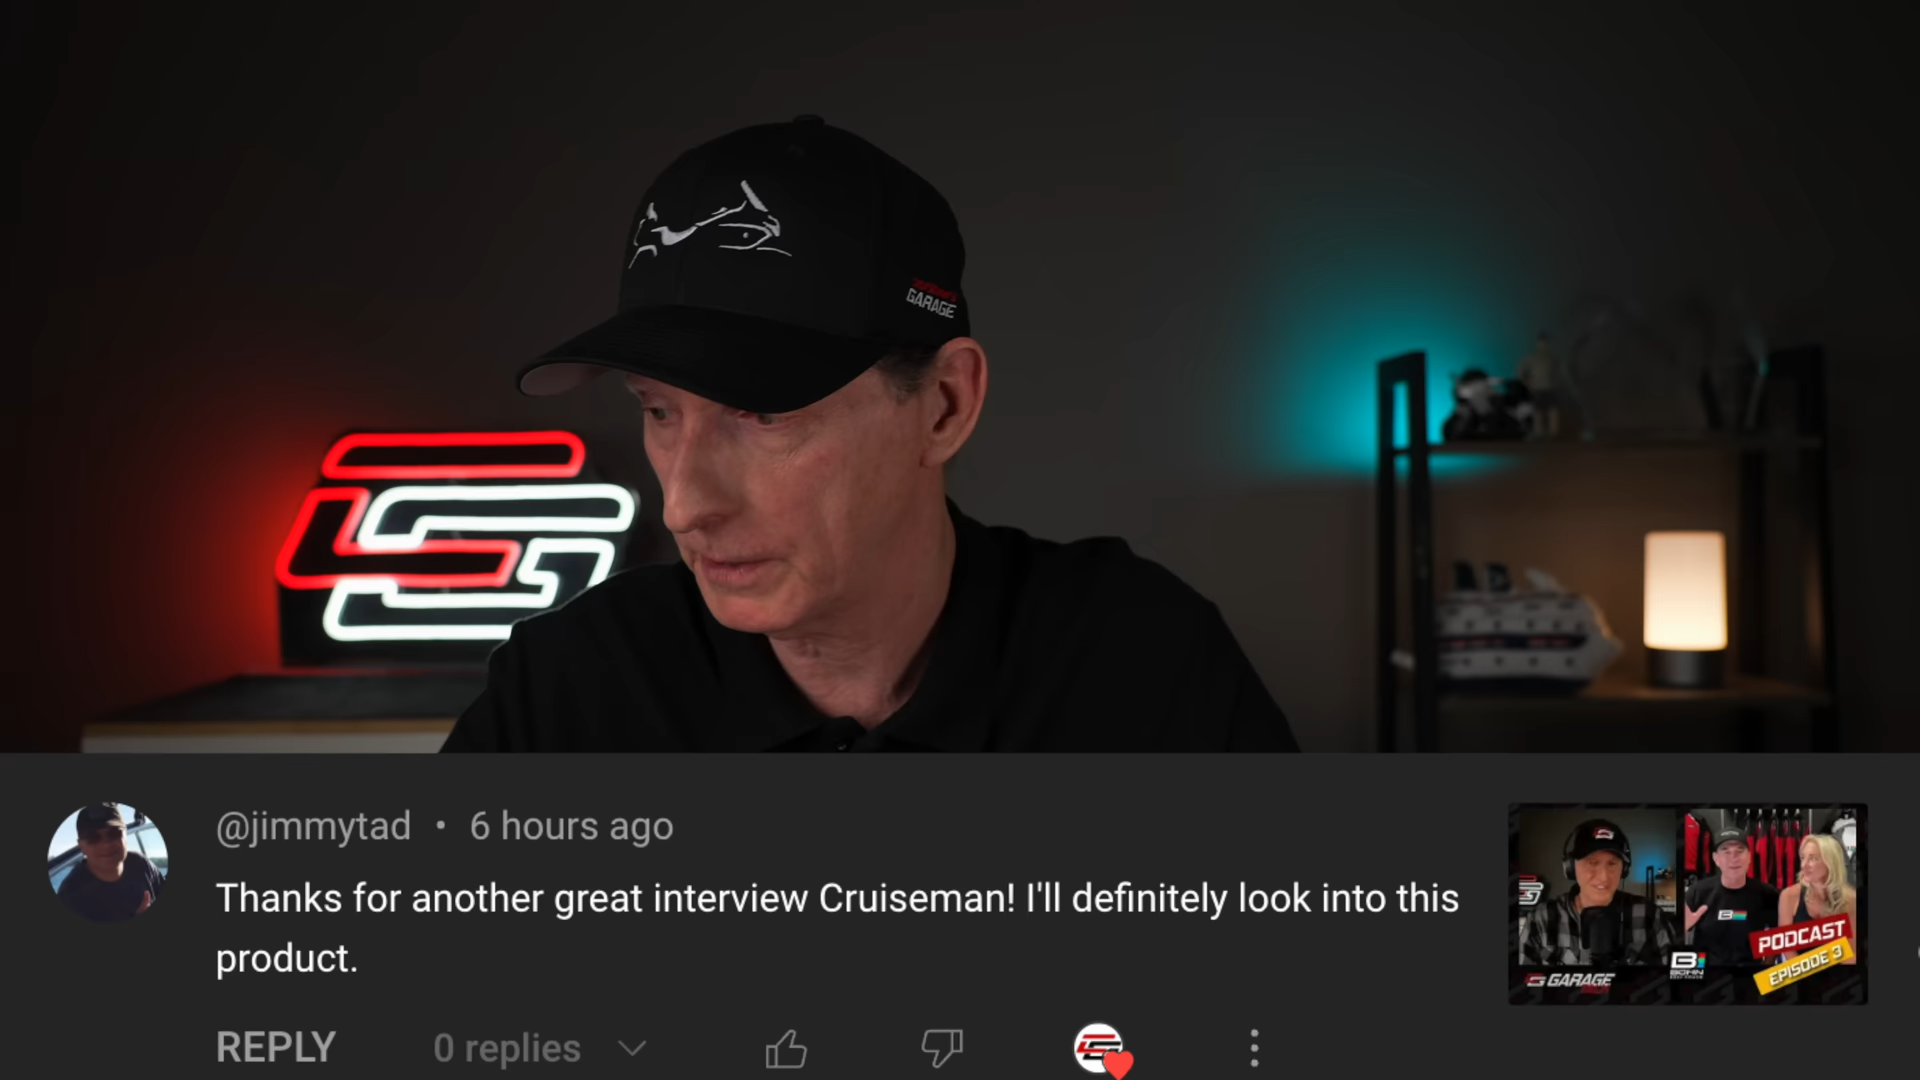 GARAGE
@jimmytad • 6 hours ago
Thanks for another great interview Cruiseman! I'll definitely look into this
product.
PODCAST
EPISODE 3
GARAGE
B
BOHN
REPLY
0 replies